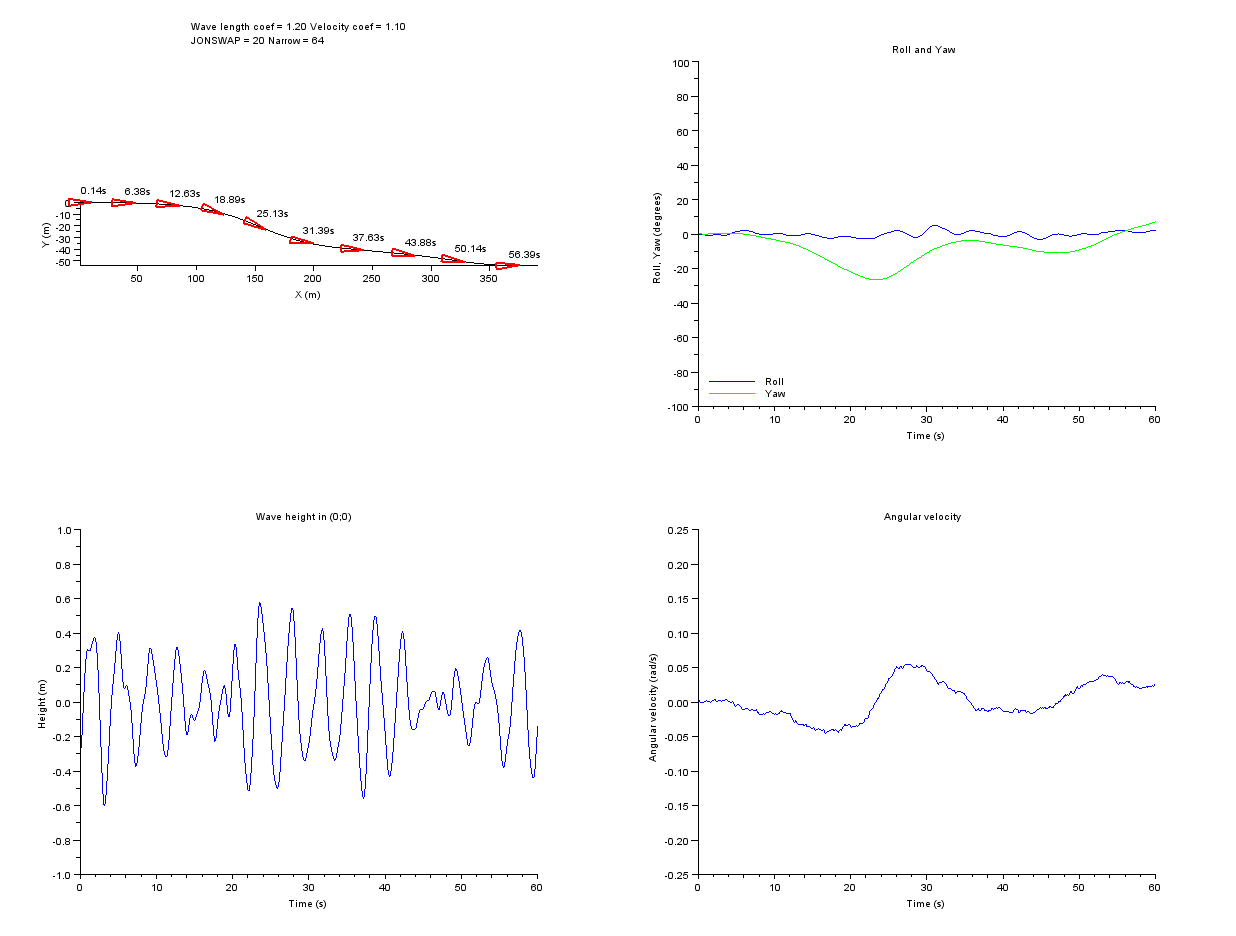 Wave length coef = 1.20 Velocity coef = 1.10
JONSWAP = 20 Narrow = 64
0.14s 6.38s 12.63s 18.89s 25.13s 31.39s 37.63s 43.88s 50.14s 56.39s
Y (m)
0
-10
-20
-30
-40
-50
50 100 150 200 250 300 350
X (m)
Roll and Yaw
Roll, Yaw (degrees)
100
80
60
40
20
0
-20
-40
-60
-80
-100
Roll
Yaw
0 10 20 30 40 50 60
Time (s)
Wave height in (0;0)
Height (m)
1.0
0.8
0.6
0.4
0.2
0.0
-0.2
-0.4
-0.6
-0.8
-1.0
0 10 20 30 40 50 60
Time (s)
Angular velocity
Angular velocity (rad/s)
0.25
0.20
0.15
0.10
0.05
0.00
-0.05
-0.10
-0.15
-0.20
-0.25
0 10 20 30 40 50 60
Time (s)